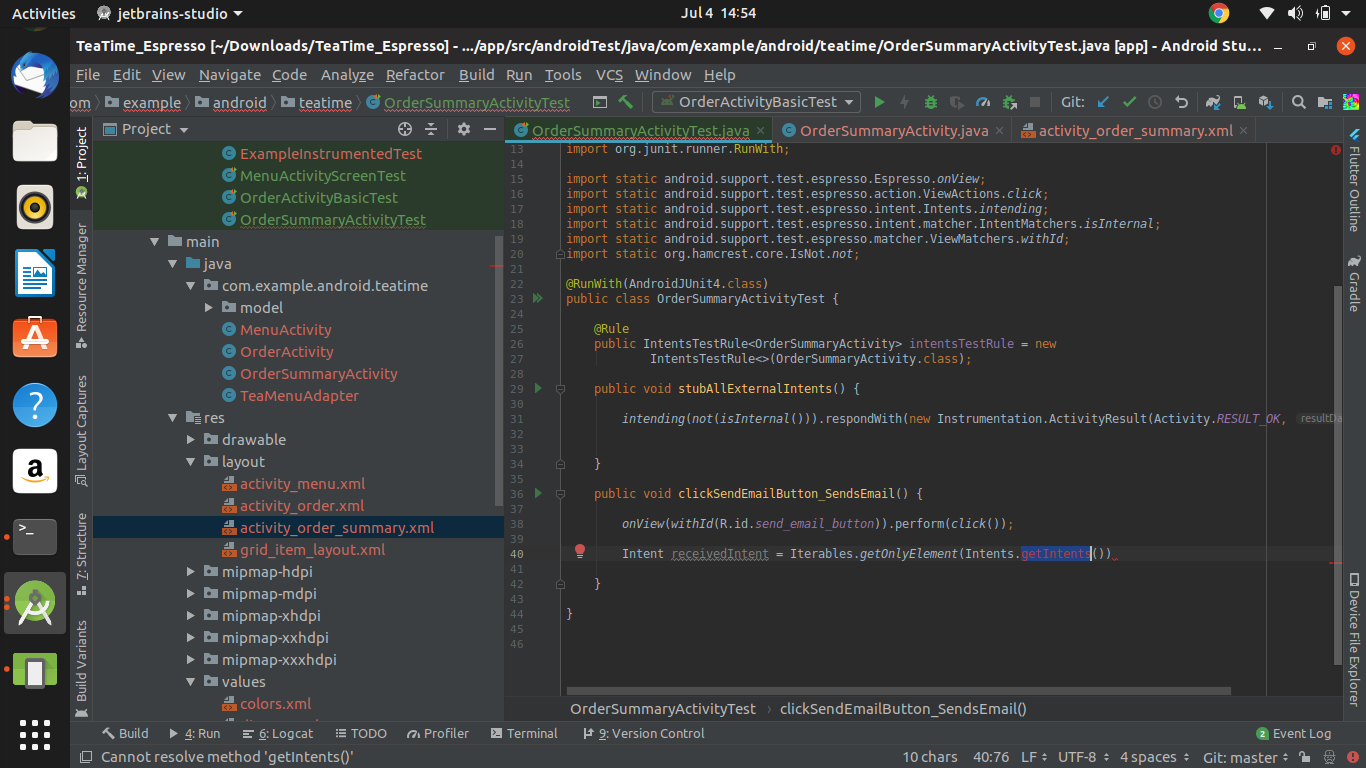 Activities jetbrains-studio Jul 4 14:54
TeaTime_Espresso [~/Downloads/TeaTime_Espresso] - .../app/src/androidTest/java/com/example/android/teatime/OrderSummaryActivityTest.java [app] - Android Stu...
File Edit View Navigate Code Analyze Refactor Build Run Tools VCS Window Help
om example android teatime OrderSummaryActivityTest OrderActivityBasicTest Git:
Project
OrderSummaryActivityTest.java OrderSummaryActivity.java activity_order_summary.xml
1: Project
Resource Manager
Layout Captures
7: Structure
Build Variants
ExampleInstrumentedTest
MenuActivityScreenTest
OrderActivityBasicTest
OrderSummaryActivityTest
main
java
com.example.android.teatime
model
MenuActivity
OrderActivity
OrderSummaryActivity
TeaMenuAdapter
res
drawable
layout
activity_menu.xml
activity_order.xml
activity_order_summary.xml
grid_item_layout.xml
mipmap-hdpi
mipmap-mdpi
mipmap-xhdpi
mipmap-xxhdpi
mipmap-xxxhdpi
values
colors.xml
13 import org.junit.runner.RunWith;
14
15 import static android.support.test.espresso.Espresso.onView;
16 import static android.support.test.espresso.action.ViewActions.click;
17 import static android.support.test.espresso.intent.Intents.intending;
18 import static android.support.test.espresso.intent.matcher.IntentMatchers.isInternal;
19 import static android.support.test.espresso.matcher.ViewMatchers.withId;
20 import static org.hamcrest.core.IsNot.not;
21
22 @RunWith(AndroidJUnit4.class)
23 public class OrderSummaryActivityTest {
24
25 @Rule
26 public IntentsTestRule<OrderSummaryActivity> intentsTestRule = new
27 IntentsTestRule<>(OrderSummaryActivity.class);
28
29 public void stubAllExternalIntents() {
30
31 intending(not(isInternal())).respondWith(new Instrumentation.ActivityResult(Activity.RESULT_OK, resultDa
32
33
34 }
35
36 public void clickSendEmailButton_SendsEmail() {
37
38 onView(withId(R.id.send_email_button)).perform(click());
39
40 Intent receivedIntent = Iterables.getOnlyElement(Intents.getIntents())
41
42 }
43
44 }
45
46
Flutter Outline
Gradle
Device File Explorer
OrderSummaryActivityTest › clickSendEmailButton_SendsEmail()
Build 4: Run 6: Logcat TODO Profiler Terminal 9: Version Control 2 Event Log
Cannot resolve method 'getIntents()' 10 chars 40:76 LF UTF-8 4 spaces Git: master